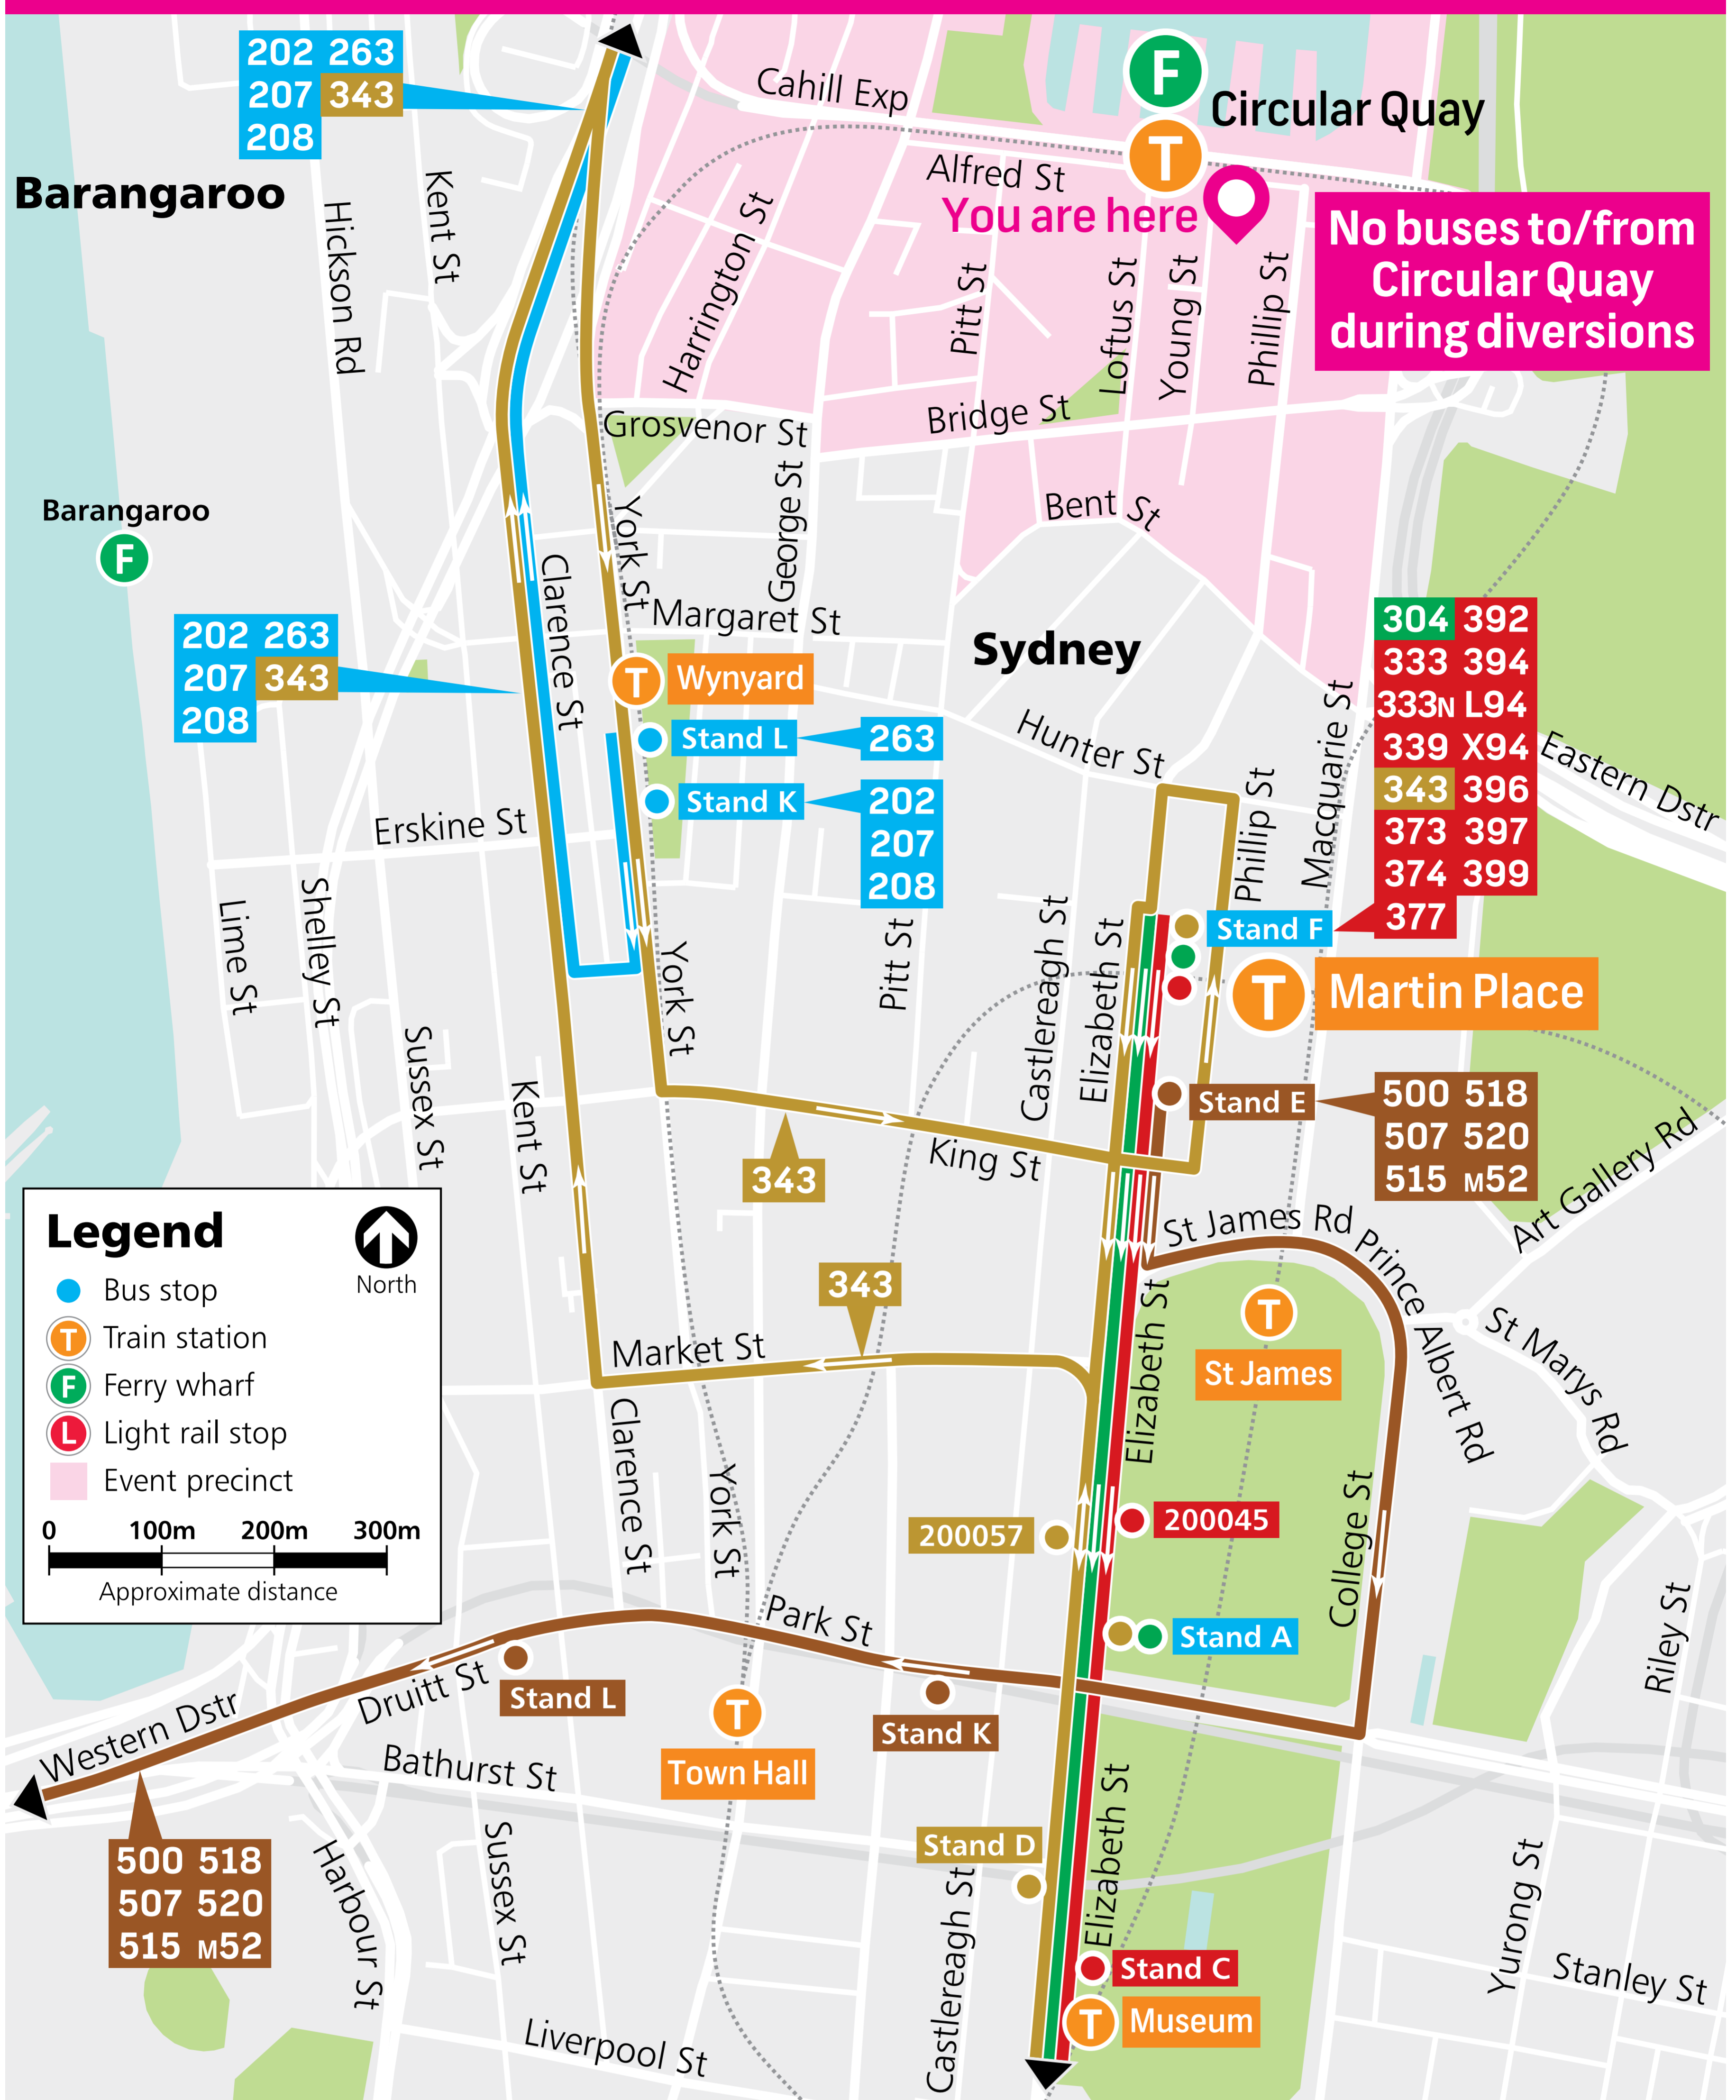 202 263
207 343
208
Barangaroo
Hickson Rd
Kent St
Cahill Exp
F
T
Circular Quay
Alfred St
You are here
No buses to/from
Circular Quay
during diversions
Harrington St
Pitt St
Loftus St
Young St
Phillip St
Grosvenor St
Bridge St
George St
Bent St
Barangaroo
F
York St
Clarence St
Margaret St
202 263
207 343
208
T
Wynyard
Sydney
Stand L
263
Stand K
202
207
208
Hunter St
Phillip St
Macquarie St
304 392
333 394
333N L94
339 X94
343 396
373 397
374 399
377
Eastern Dstr
Erskine St
Lime St
Shelley St
Sussex St
Kent St
York St
Pitt St
Castlereagh St
Elizabeth St
Stand F
T
Martin Place
Stand E
500 518
507 520
515 M52
343
King St
St James Rd
Prince Albert Rd
Art Gallery Rd
St Marys Rd
Legend
North
Bus stop
T
Train station
F
Ferry wharf
L
Light rail stop
Event precinct
0 100m 200m 300m
Approximate distance
343
Market St
Elizabeth St
T
St James
Clarence St
York St
200057
200045
College St
Riley St
Stand A
Park St
Druitt St
Western Dstr
Stand L
T
Town Hall
Stand K
Bathurst St
500 518
507 520
515 M52
Harbour St
Sussex St
Stand D
Castlereagh St
Elizabeth St
Stand C
T
Museum
Yurong St
Stanley St
Liverpool St